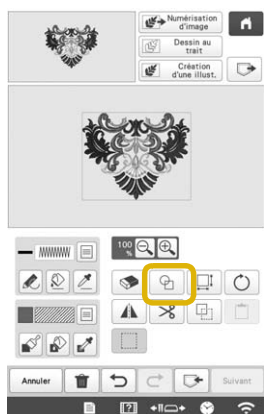 Numérisation
d'image
Dessin au
trait
Création
d'une illust.
100
%
Annuler
Suivant